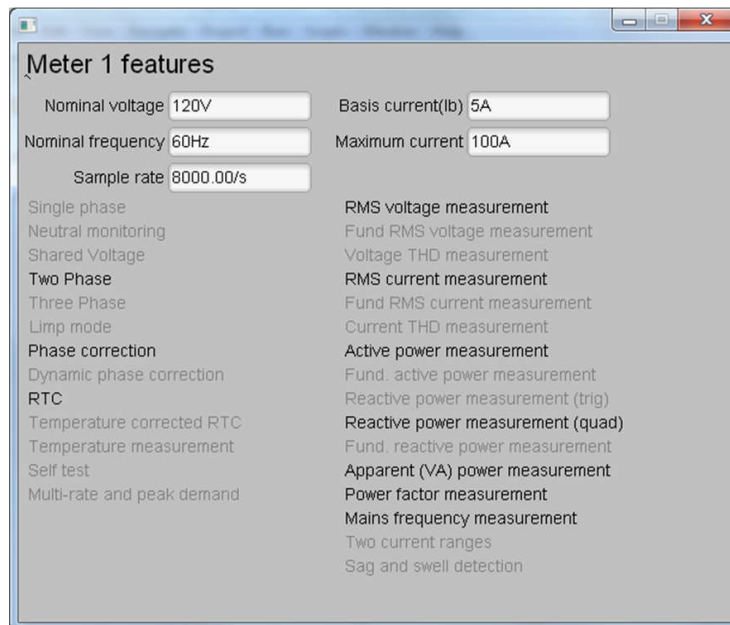 Meter 1 features
Nominal voltage 120V
Basis current(Ib) 5A
Nominal frequency 60Hz
Maximum current 100A
Sample rate 8000.00/s
Single phase
Neutral monitoring
Shared Voltage
Two Phase
Three Phase
Limp mode
Phase correction
Dynamic phase correction
RTC
Temperature corrected RTC
Temperature measurement
Self test
Multi-rate and peak demand
RMS voltage measurement
Fund RMS voltage measurement
Voltage THD measurement
RMS current measurement
Fund RMS current measurement
Current THD measurement
Active power measurement
Fund. active power measurement
Reactive power measurement (trig)
Reactive power measurement (quad)
Fund. reactive power measurement
Apparent (VA) power measurement
Power factor measurement
Mains frequency measurement
Two current ranges
Sag and swell detection